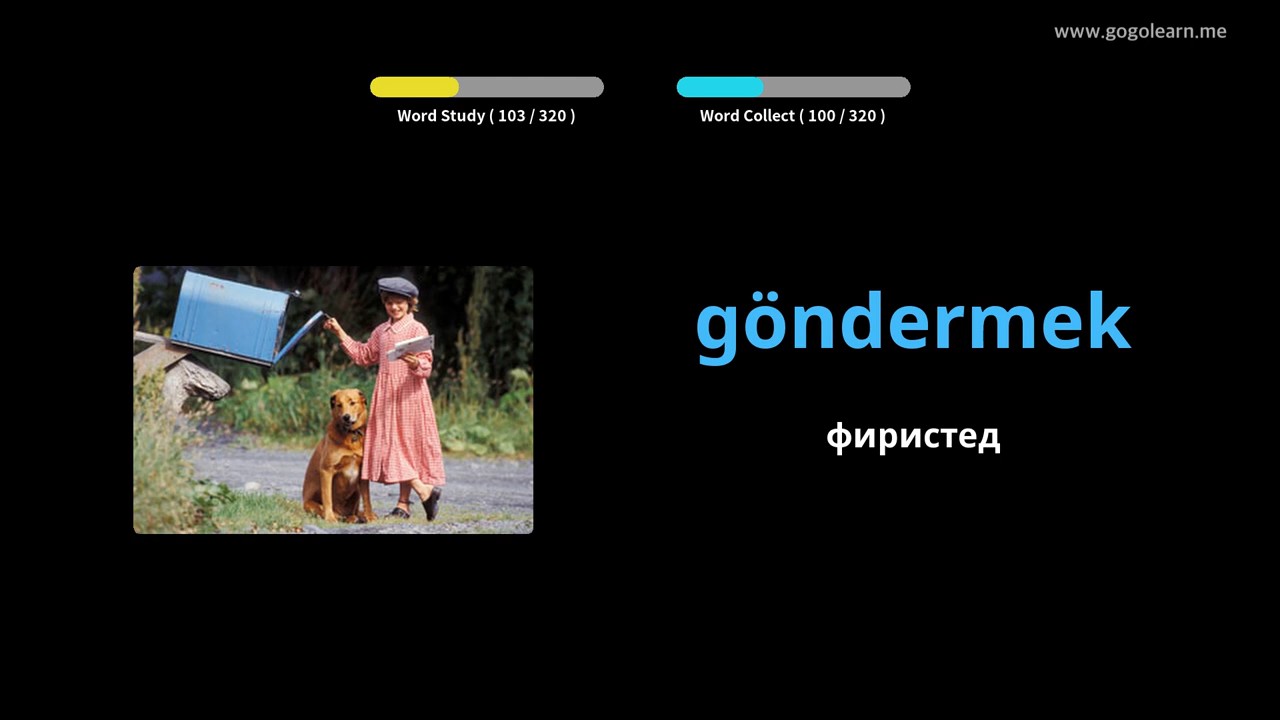 www.gogolearn.me
Word Study ( 103 / 320 )
Word Collect ( 100 / 320 )
göndermek
фиристед